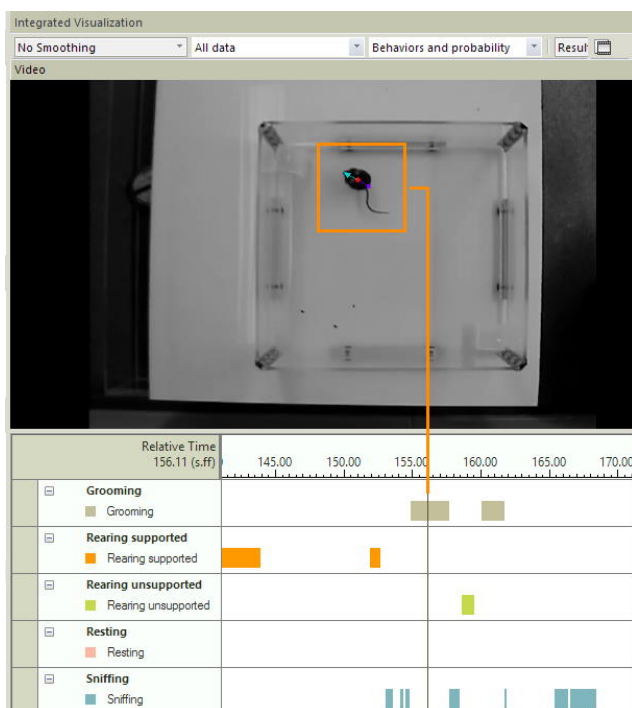 Integrated Visualization
No Smoothing All data Behaviors and probability Resul
Video
Relative Time
156.11 (s.ff)
145.00 150.00 155.00 160.00 165.00 170.00
Grooming
Grooming
Rearing supported
Rearing supported
Rearing unsupported
Rearing unsupported
Resting
Resting
Sniffing
Sniffing